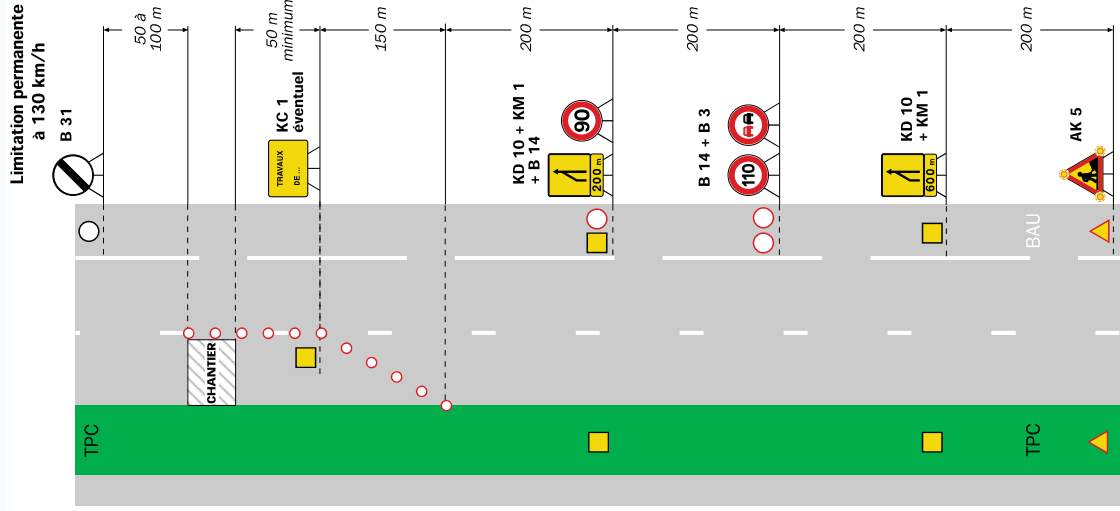 Limitation permanente
à 130 km/h
B 31
50 à
100 m
50 m
minimum
150 m
200 m
200 m
200 m
200 m
KC 1
éventuel
TRAVAUX
DE...
KD 10 + KM 1
+ B 14
90
200 m
B 14 + B 3
110
KD 10
+ KM 1
600 m
AK 5
BAU
CHANTIER
TPC
TPC